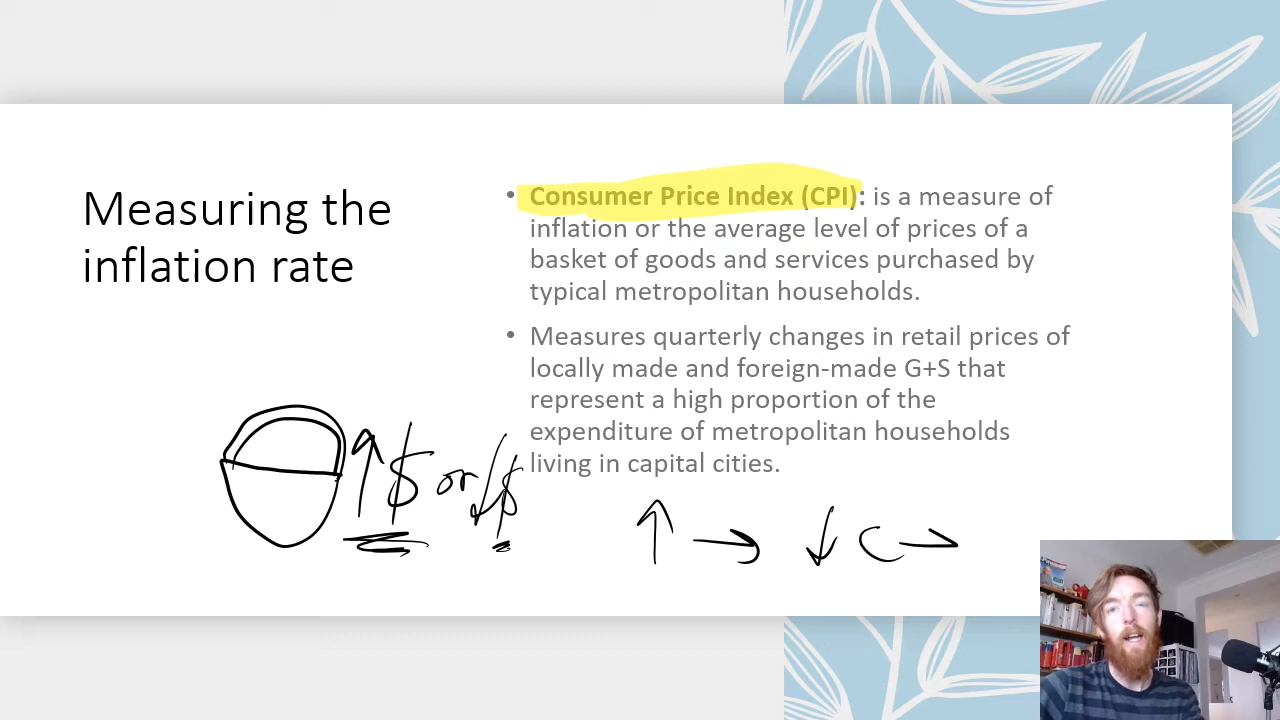 Measuring the
inflation rate
• Consumer Price Index (CPI): is a measure of
inflation or the average level of prices of a
basket of goods and services purchased by
typical metropolitan households.
• Measures quarterly changes in retail prices of
locally made and foreign-made G+S that
represent a high proportion of the
expenditure of metropolitan households
living in capital cities.
↑ $ or ↓ $
↑ → ↓ C →